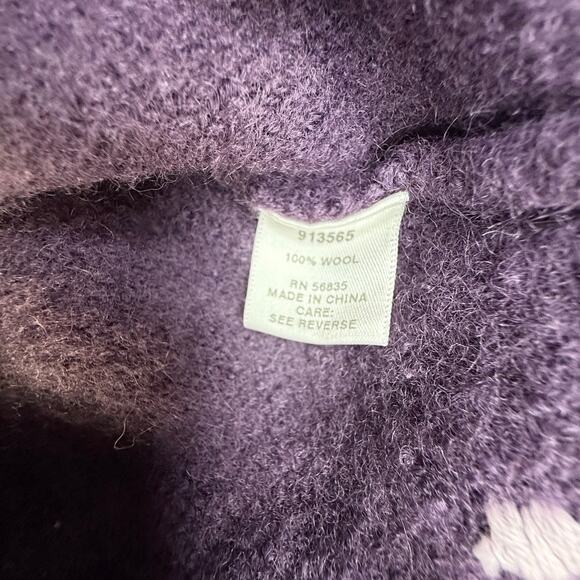 913565
100% WOOL
RN 56835
MADE IN CHINA
CARE:
SEE REVERSE